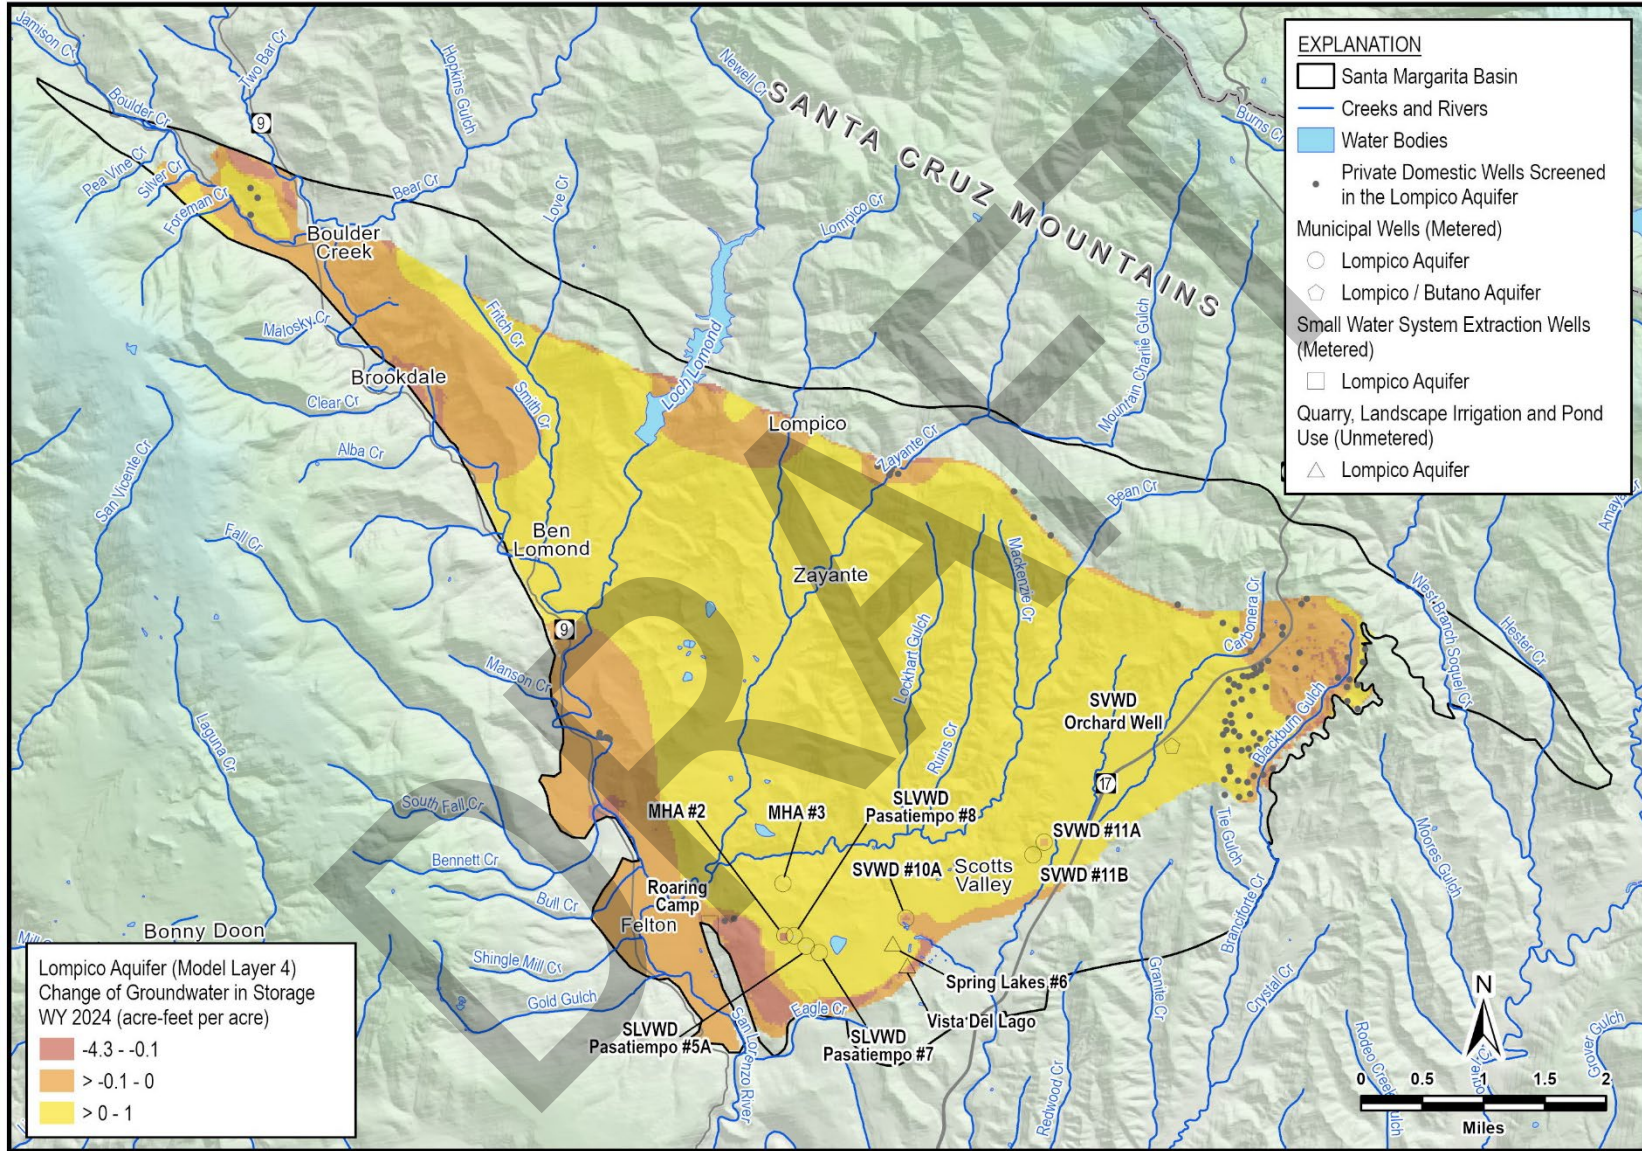 EXPLANATION
Santa Margarita Basin
Creeks and Rivers
Water Bodies
Private Domestic Wells Screened
in the Lompico Aquifer
Municipal Wells (Metered)
Lompico Aquifer
Lompico / Butano Aquifer
Small Water System Extraction Wells
(Metered)
Lompico Aquifer
Quarry, Landscape Irrigation and Pond
Use (Unmetered)
Lompico Aquifer
Jamison Cr
Two Bar Cr
Hopkins Gulch
Newell Cr
SANTA CRUZ MOUNTAINS
Burns Cr
Boulder Cr
9
Pea Vine Cr
Silver Cr
Foreman Cr
Bear Cr
Love Cr
Lompico Cr
Boulder
Creek
Malosky Cr
Fritch Cr
Loch Lomond
Mountain Charlie Gulch
Brookdale
Clear Cr
Smith Cr
Lompico
Zayante Cr
Alba Cr
San Vicente Cr
Bean Cr
Fall Cr
Ben
Lomond
Zayante
Mackenzie Cr
Lockhart Gulch
Ruins Cr
Carbonera Cr
West Branch Soquel Cr
Hester Cr
9
Manson Cr
Laguna Cr
SVWD
Orchard Well
Blackburn Gulch
17
South Fall Cr
MHA #2
MHA #3
SLVWD
Pasatiempo #8
SVWD #11A
SVWD #11B
Tie Gulch
Moores Gulch
Bennett Cr
SVWD #10A
Scotts
Valley
Roaring
Camp
Bull Cr
Felton
Branciforte Cr
Bonny Doon
Shingle Mill Cr
Gold Gulch
Spring Lakes #6
Granite Cr
Crystal Cr
Eagle Cr
Vista Del Lago
San Lorenzo River
SLVWD
Pasatiempo #5A
SLVWD
Pasatiempo #7
Redwood Cr
Grover Gulch
N
0 0.5 1 1.5 2
Miles
Lompico Aquifer (Model Layer 4)
Change of Groundwater in Storage
WY 2024 (acre-feet per acre)
-4.3 - -0.1
> -0.1 - 0
> 0 - 1
DRAFT